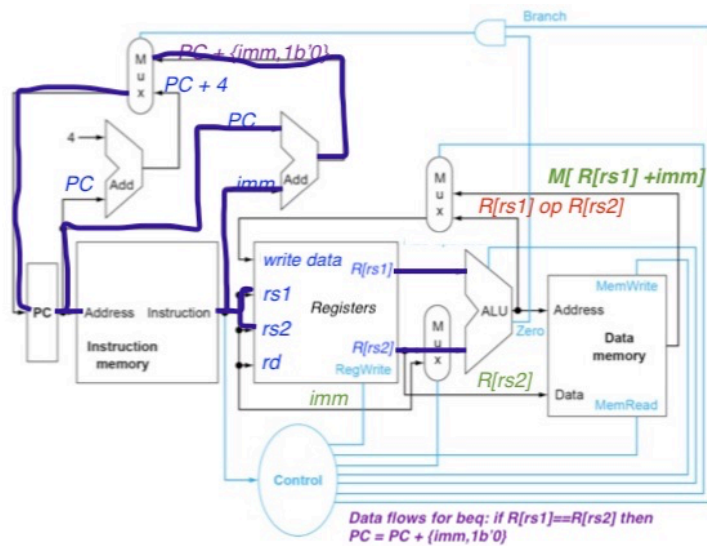 Branch
M
u
x
PC + {imm,1b'0}
PC + 4
4
Add
PC
PC
imm
Add
M
u
x
M[ R[rs1] +imm]
R[rs1] op R[rs2]
PC
Address
Instruction
Instruction
memory
write data
rs1
rs2
rd
R[rs1]
Registers
R[rs2]
RegWrite
imm
M
u
x
ALU
Zero
R[rs2]
MemWrite
Address
Data
memory
Data
MemRead
Control
Data flows for beq: if R[rs1]==R[rs2] then
PC = PC + {imm,1b'0}